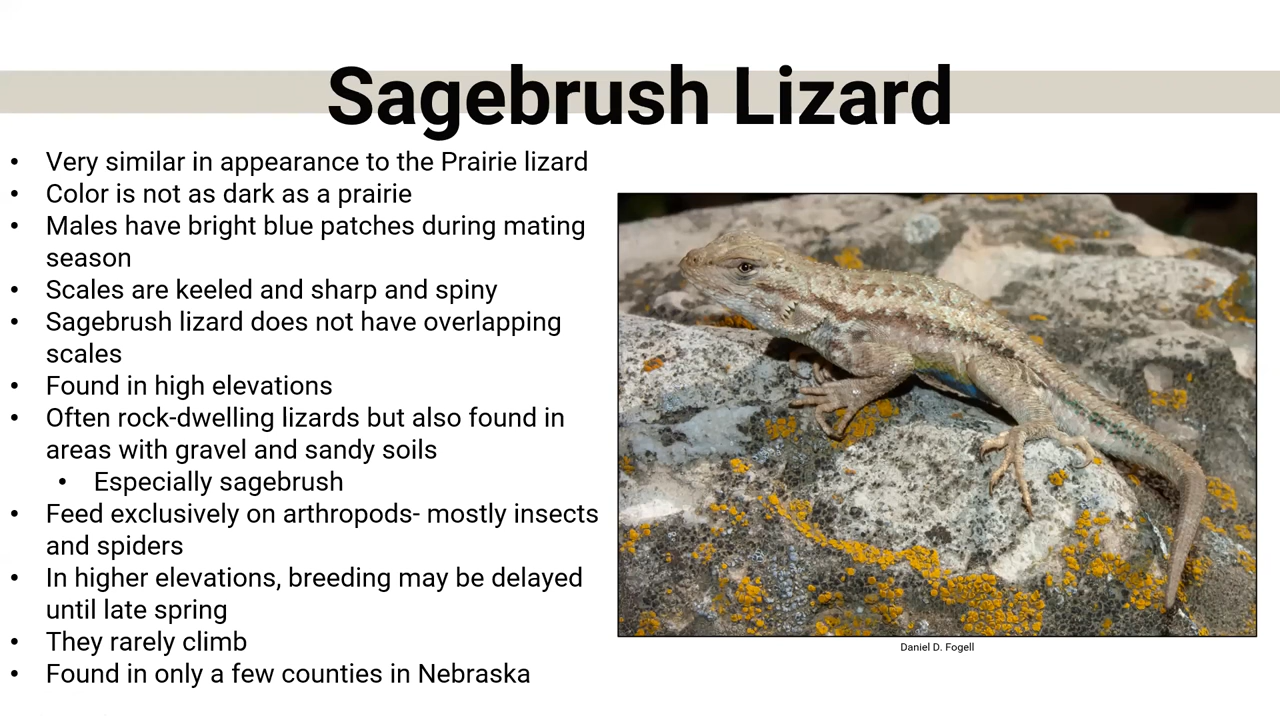 Sagebrush Lizard
• Very similar in appearance to the Prairie lizard
• Color is not as dark as a prairie
• Males have bright blue patches during mating
season
• Scales are keeled and sharp and spiny
• Sagebrush lizard does not have overlapping
scales
• Found in high elevations
• Often rock-dwelling lizards but also found in
areas with gravel and sandy soils
• Especially sagebrush
• Feed exclusively on arthropods- mostly insects
and spiders
• In higher elevations, breeding may be delayed
until late spring
• They rarely climb
• Found in only a few counties in Nebraska
Daniel D. Fogell